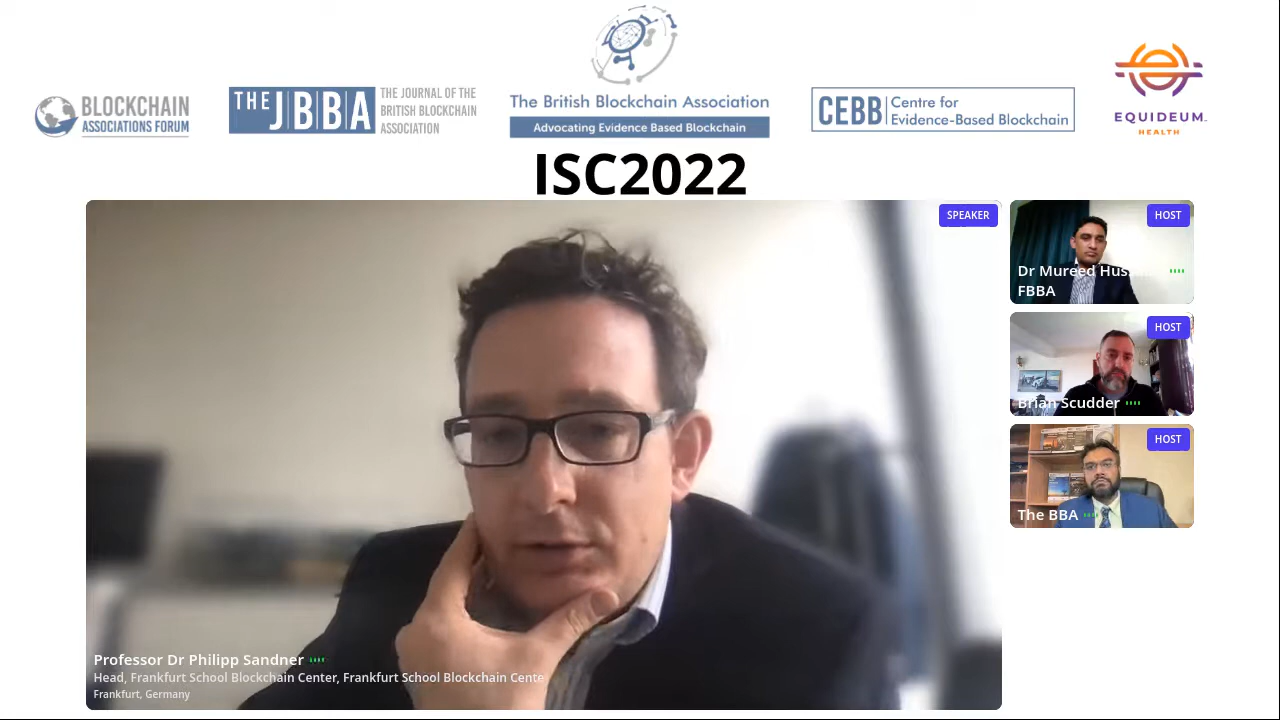 BLOCKCHAIN
ASSOCIATIONS FORUM
THE JBBA
THE JOURNAL OF THE
BRITISH BLOCKCHAIN
ASSOCIATION
The British Blockchain Association
Advocating Evidence Based Blockchain
CEBB
Centre for
Evidence-Based Blockchain
EQUIDEUM
HEALTH
ISC2022
SPEAKER
Professor Dr Philipp Sandner
Head, Frankfurt School Blockchain Center, Frankfurt School Blockchain Cente
Frankfurt, Germany
HOST
Dr Mureed
FBBA
HOST
Brian Scudder
HOST
The BBA